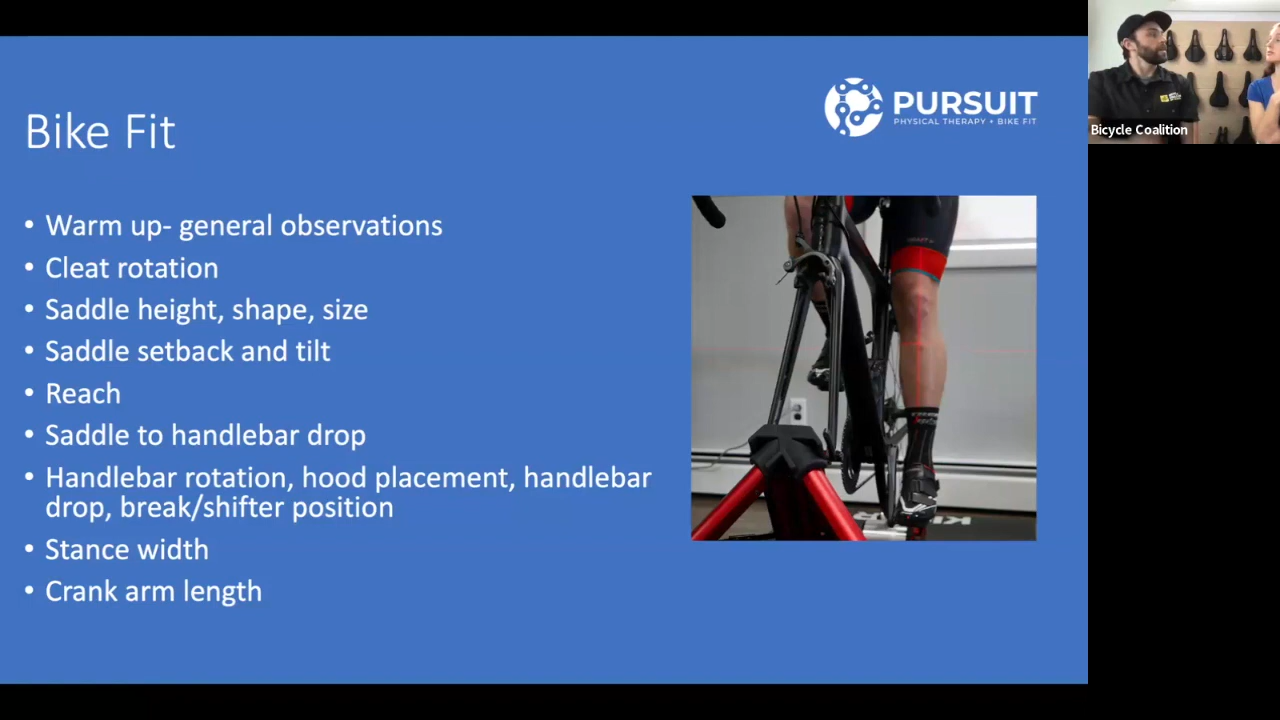 PURSUIT
PHYSICAL THERAPY + BIKE FIT
Bike Fit
• Warm up- general observations
• Cleat rotation
• Saddle height, shape, size
• Saddle setback and tilt
• Reach
• Saddle to handlebar drop
• Handlebar rotation, hood placement, handlebar
drop, break/shifter position
• Stance width
• Crank arm length
Bicycle Coalition